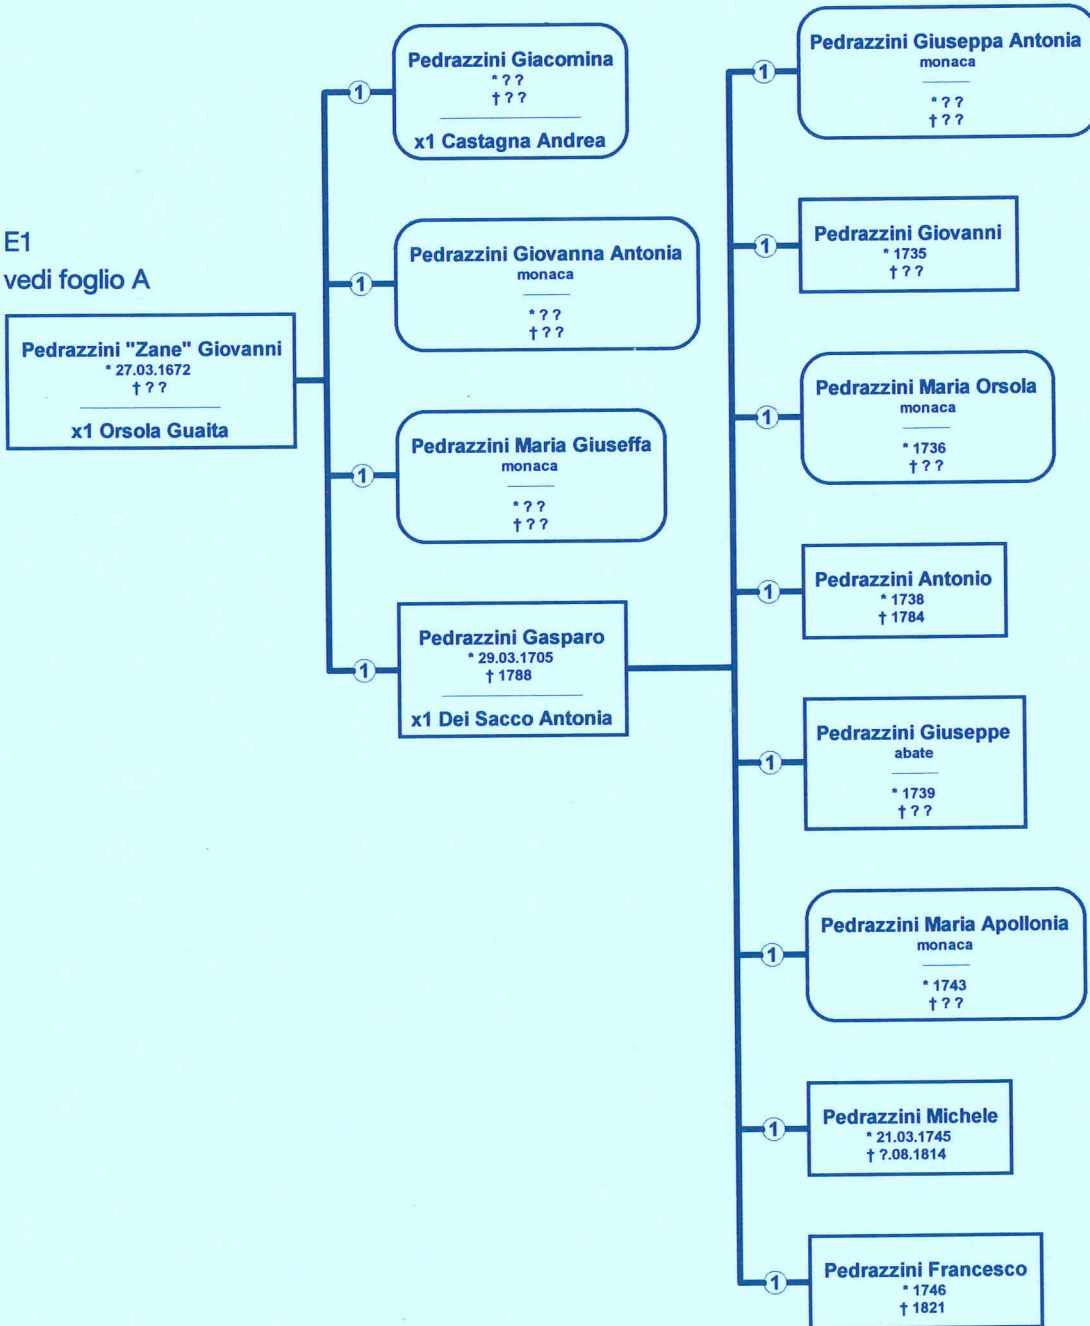 E1
vedi foglio A
Pedrazzini "Zane" Giovanni
* 27.03.1672
† ? ?
x1 Orsola Guaita
1
Pedrazzini Giacomina
* ? ?
† ? ?
x1 Castagna Andrea
1
Pedrazzini Giovanna Antonia
monaca
* ? ?
† ? ?
1
Pedrazzini Maria Giuseffa
monaca
* ? ?
† ? ?
1
Pedrazzini Gasparo
* 29.03.1705
† 1788
x1 Dei Sacco Antonia
1
Pedrazzini Giuseppa Antonia
monaca
* ? ?
† ? ?
1
Pedrazzini Giovanni
* 1735
† ? ?
1
Pedrazzini Maria Orsola
monaca
* 1736
† ? ?
1
Pedrazzini Antonio
* 1738
† 1784
1
Pedrazzini Giuseppe
abate
* 1739
† ? ?
1
Pedrazzini Maria Apollonia
monaca
* 1743
† ? ?
1
Pedrazzini Michele
* 21.03.1745
† ?.08.1814
1
Pedrazzini Francesco
* 1746
† 1821